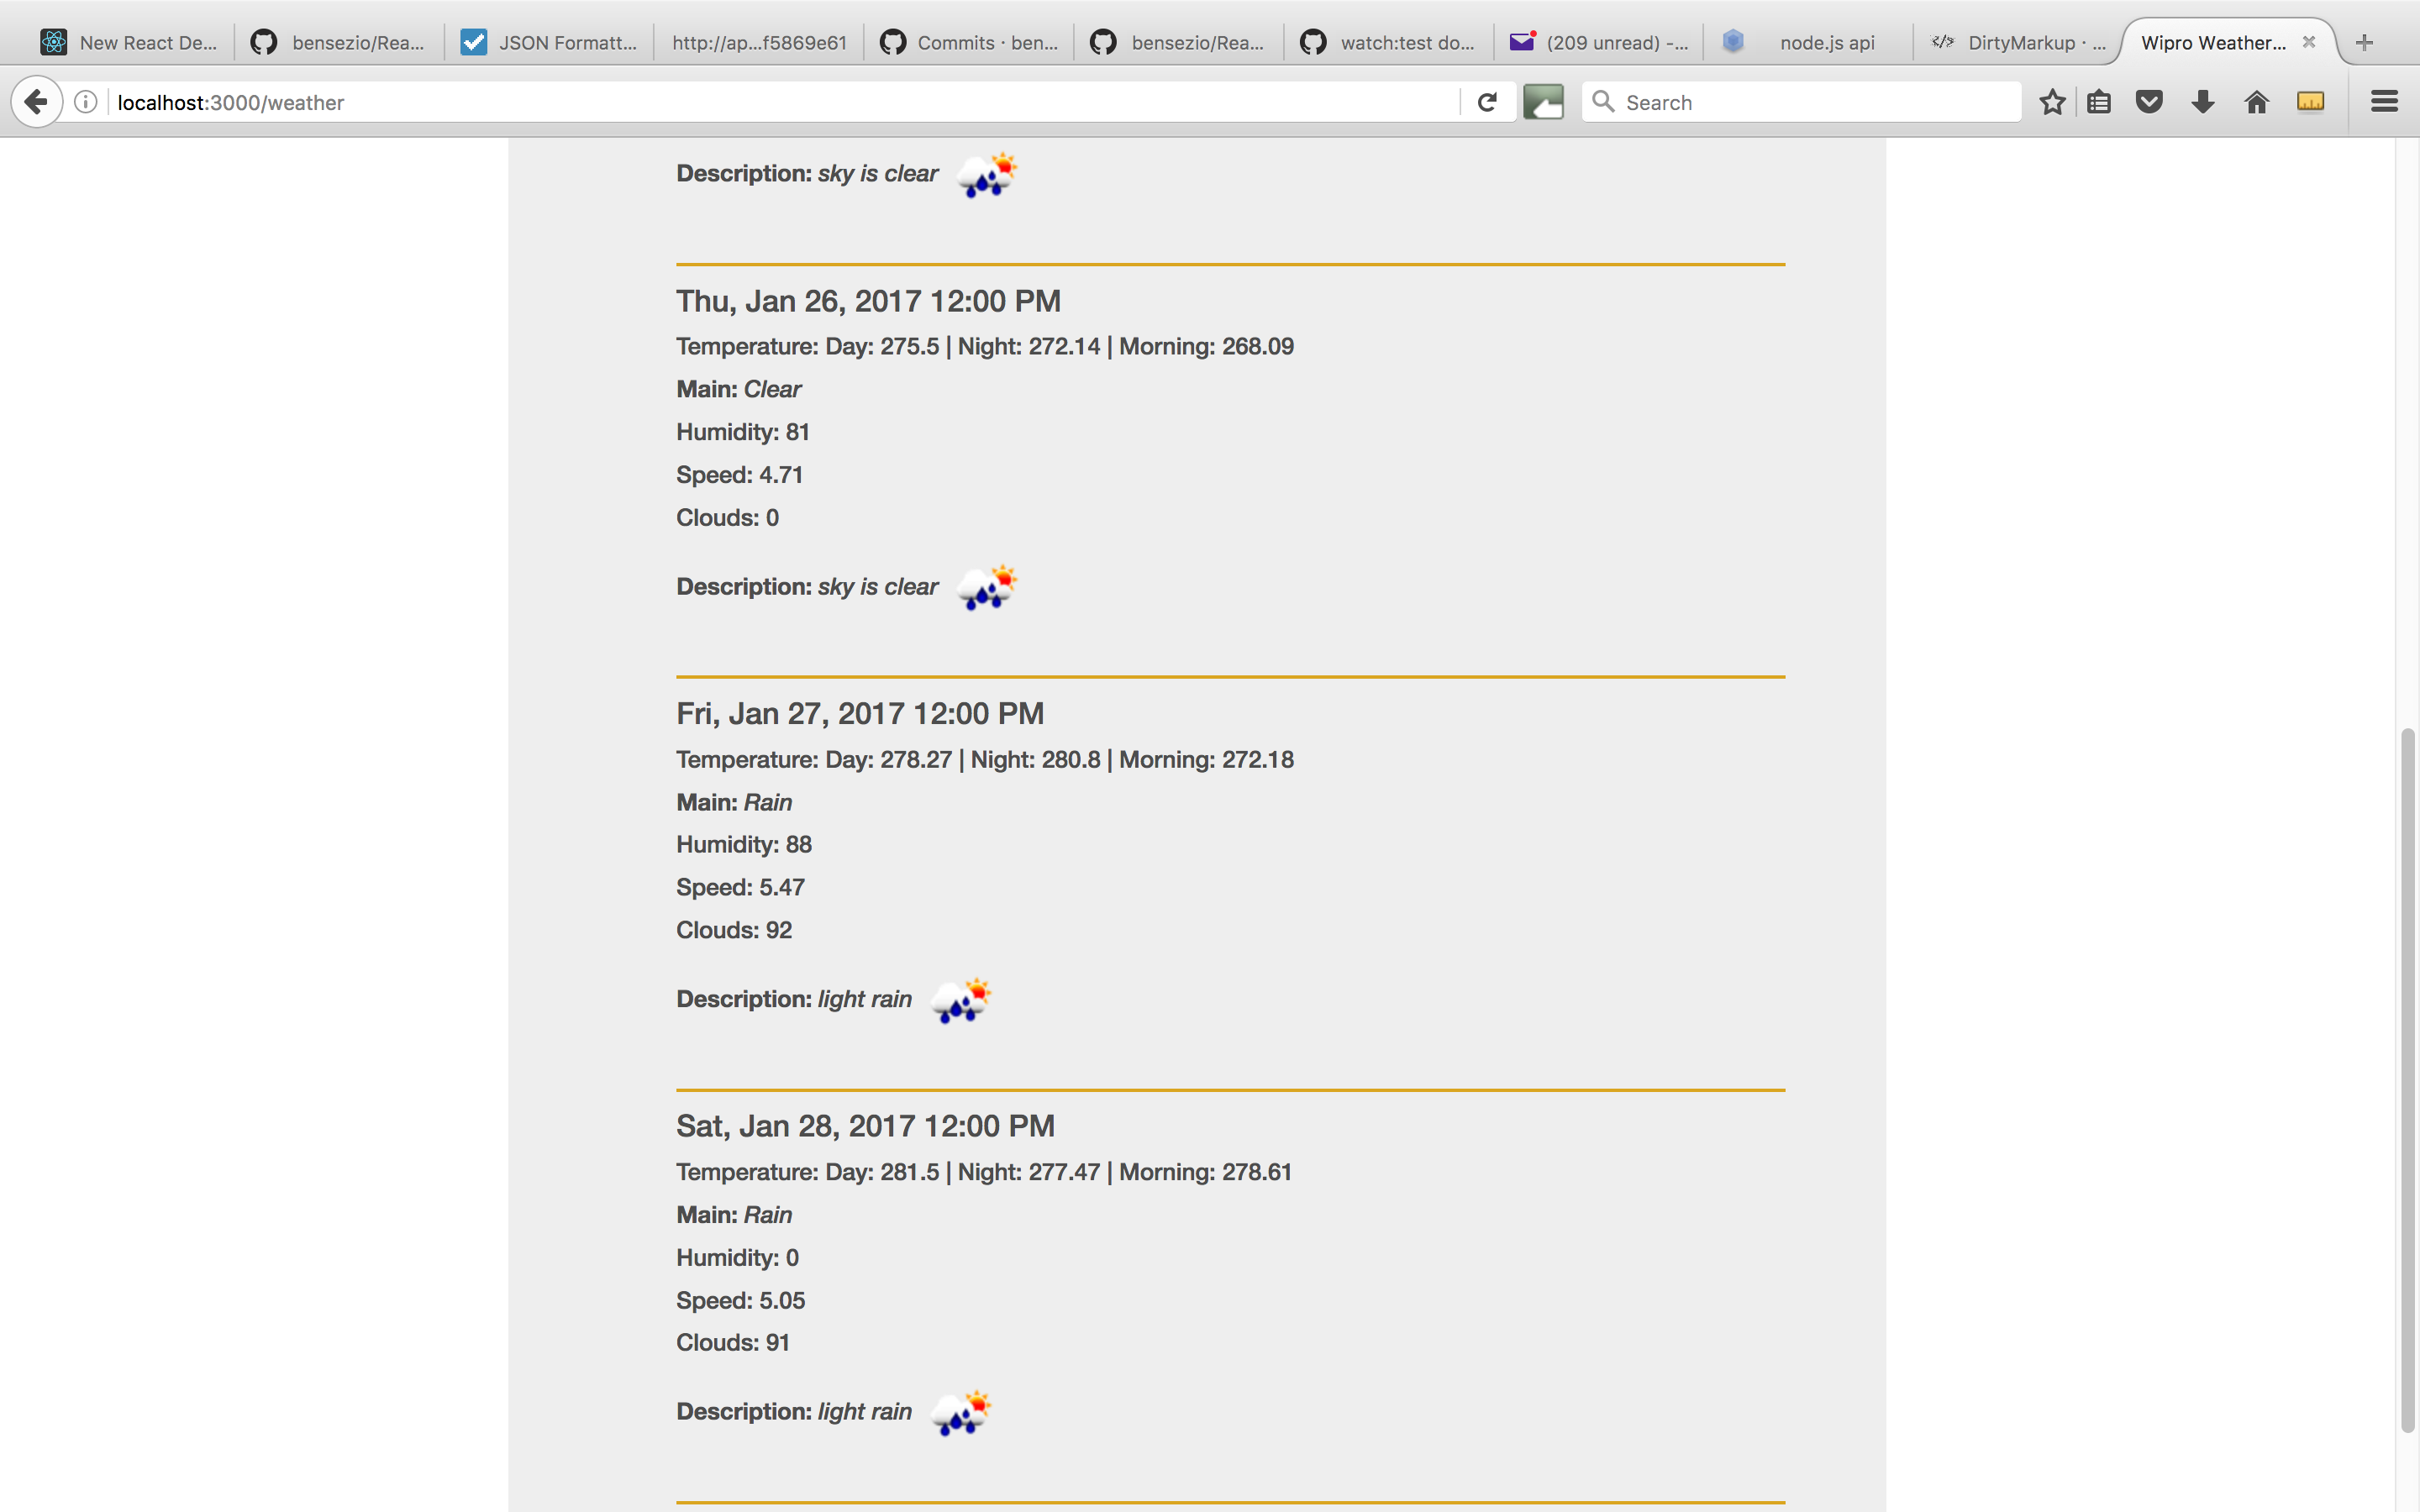 New React De...
bensezio/Rea...
JSON Formatt...
http://ap...f5869e61
Commits · ben...
bensezio/Rea...
watch:test do...
(209 unread) -...
node.js api
DirtyMarkup · ...
Wipro Weather...
localhost:3000/weather
Search
Description: sky is clear
Thu, Jan 26, 2017 12:00 PM
Temperature: Day: 275.5 | Night: 272.14 | Morning: 268.09
Main: Clear
Humidity: 81
Speed: 4.71
Clouds: 0
Description: sky is clear
Fri, Jan 27, 2017 12:00 PM
Temperature: Day: 278.27 | Night: 280.8 | Morning: 272.18
Main: Rain
Humidity: 88
Speed: 5.47
Clouds: 92
Description: light rain
Sat, Jan 28, 2017 12:00 PM
Temperature: Day: 281.5 | Night: 277.47 | Morning: 278.61
Main: Rain
Humidity: 0
Speed: 5.05
Clouds: 91
Description: light rain